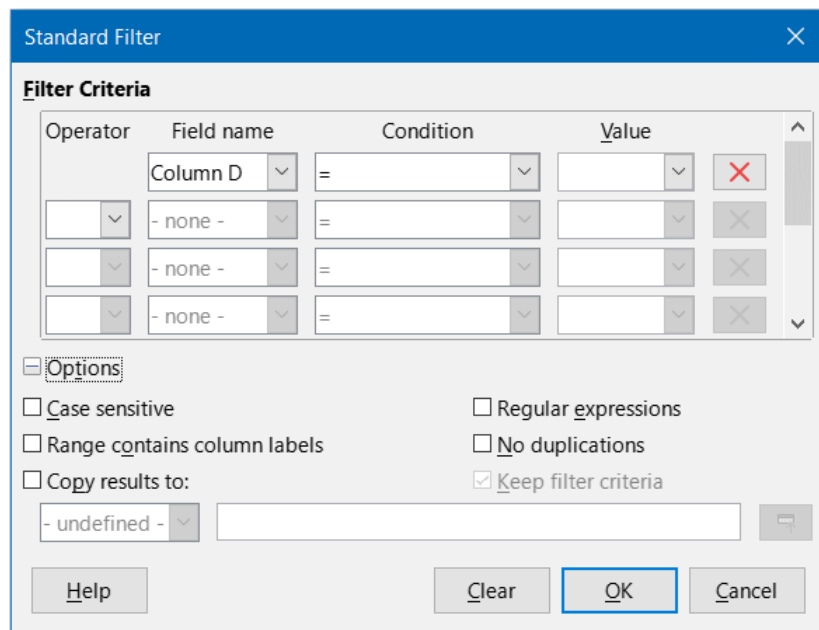 Standard Filter
Filter Criteria
Operator Field name Condition Value
Column D =
- none - =
- none - =
- none - =
Options
Case sensitive Regular expressions
Range contains column labels No duplications
Copy results to: Keep filter criteria
- undefined -
Help Clear OK Cancel